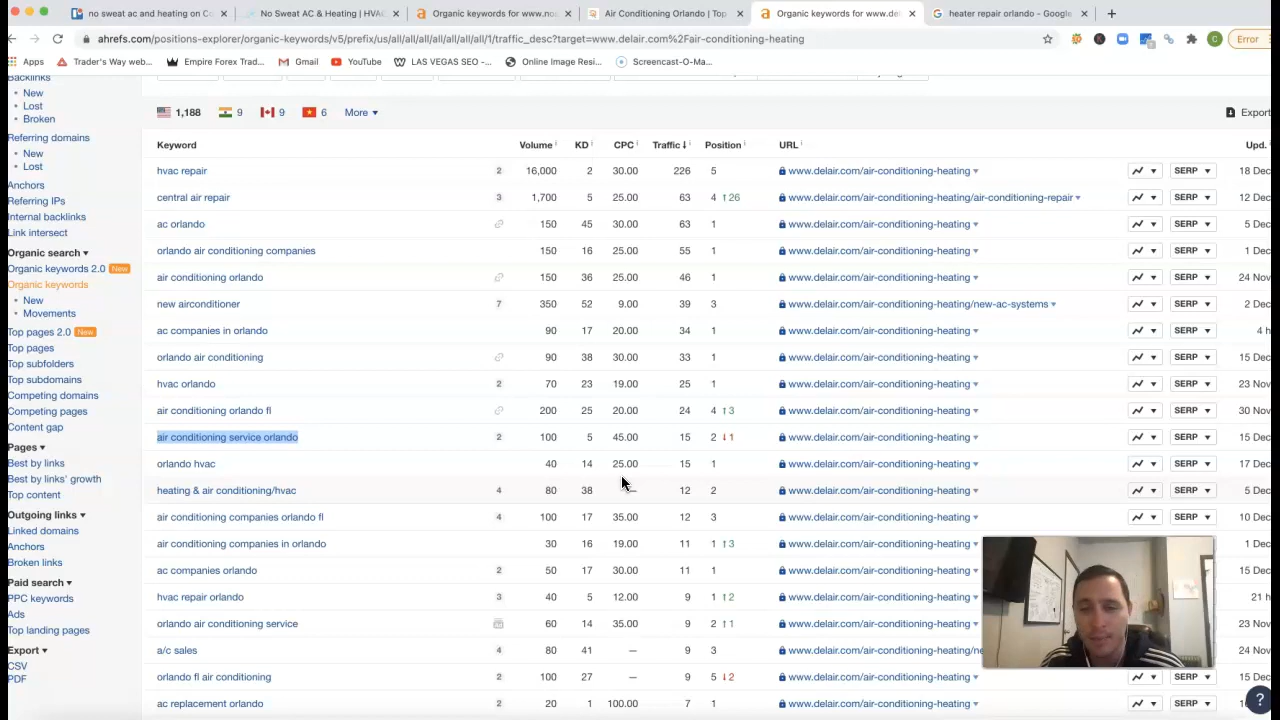 no sweat ac and heating on Co
No Sweat AC & Heating | HVAC
Organic keywords for www.nos
Air Conditioning Orlando | Top
Organic keywords for www.del
heater repair orlando - Google
ahrefs.com/positions-explorer/organic-keywords/v5/prefix/us/all/all/all/all/all/all/all/1/traffic_desc?target=www.delair.com%2Fair-conditioning-heating
C Error
Apps Trader's Way web... Empire Forex Trad... Gmail YouTube LAS VEGAS SEO -... Online Image Resi... Screencast-O-Ma...
Backlinks
New
Lost
Broken
Referring domains
New
Lost
Anchors
Referring IPs
Internal backlinks
Link intersect
Organic search
Organic keywords 2.0 New
Organic keywords
New
Movements
Top pages 2.0 New
Top pages
Top subfolders
Top subdomains
Competing domains
Competing pages
Content gap
Pages
Best by links
Best by links' growth
Top content
Outgoing links
Linked domains
Anchors
Broken links
Paid search
PPC keywords
Ads
Top landing pages
Export
CSV
PDF
1,188 9 9 6 More Export
Keyword Volume KD CPC Traffic Position URL Upd.
hvac repair 2 16,000 2 30.00 226 5 www.delair.com/air-conditioning-heating SERP 18 Dec
central air repair 3 1,700 5 25.00 63 4 ↑26 www.delair.com/air-conditioning-heating/air-conditioning-repair SERP 12 Dec
ac orlando 150 45 30.00 63 1 www.delair.com/air-conditioning-heating SERP 5 Dec
orlando air conditioning companies 150 16 25.00 55 1 www.delair.com/air-conditioning-heating SERP 1 Dec
air conditioning orlando 150 36 25.00 46 1 www.delair.com/air-conditioning-heating SERP 24 Nov
new airconditioner 7 350 52 9.00 39 3 www.delair.com/air-conditioning-heating/new-ac-systems SERP 2 Dec
ac companies in orlando 90 17 20.00 34 1 www.delair.com/air-conditioning-heating SERP 4 h
orlando air conditioning 90 38 30.00 33 1 www.delair.com/air-conditioning-heating SERP 15 Dec
hvac orlando 2 70 23 19.00 25 1 www.delair.com/air-conditioning-heating SERP 23 Nov
air conditioning orlando fl 200 25 20.00 24 4 ↑3 www.delair.com/air-conditioning-heating SERP 30 Nov
air conditioning service orlando 2 100 5 45.00 15 2 ↓1 www.delair.com/air-conditioning-heating SERP 15 Dec
orlando hvac 40 14 25.00 15 1 www.delair.com/air-conditioning-heating SERP 17 Dec
heating & air conditioning/hvac 4 80 38 — 12 2 www.delair.com/air-conditioning-heating SERP 5 Dec
air conditioning companies orlando fl 4 100 17 35.00 12 3 www.delair.com/air-conditioning-heating SERP 10 Dec
air conditioning companies in orlando 30 16 19.00 11 1 ↑3 www.delair.com/air-conditioning-heating 1 Dec
ac companies orlando 2 50 17 30.00 11 1 www.delair.com/air-conditioning-heating 15 Dec
hvac repair orlando 3 40 5 12.00 9 1 ↑2 www.delair.com/air-conditioning-heating 21 h
orlando air conditioning service 60 14 35.00 9 2 ↑1 www.delair.com/air-conditioning-heating 23 Nov
a/c sales 4 80 41 — 9 3 www.delair.com/air-conditioning-heating/ne 24 Nov
orlando fl air conditioning 2 100 27 — 9 5 ↓2 www.delair.com/air-conditioning-heating SERP 15 Dec
ac replacement orlando 2 20 1 100.00 7 1 www.delair.com/air-conditioning-heating SERP
?